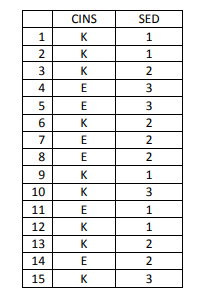 CINS SED
1 K 1
2 K 1
3 K 2
4 E 3
5 E 3
6 K 2
7 E 2
8 E 2
9 K 1
10 K 3
11 E 1
12 K 1
13 K 2
14 E 2
15 K 3